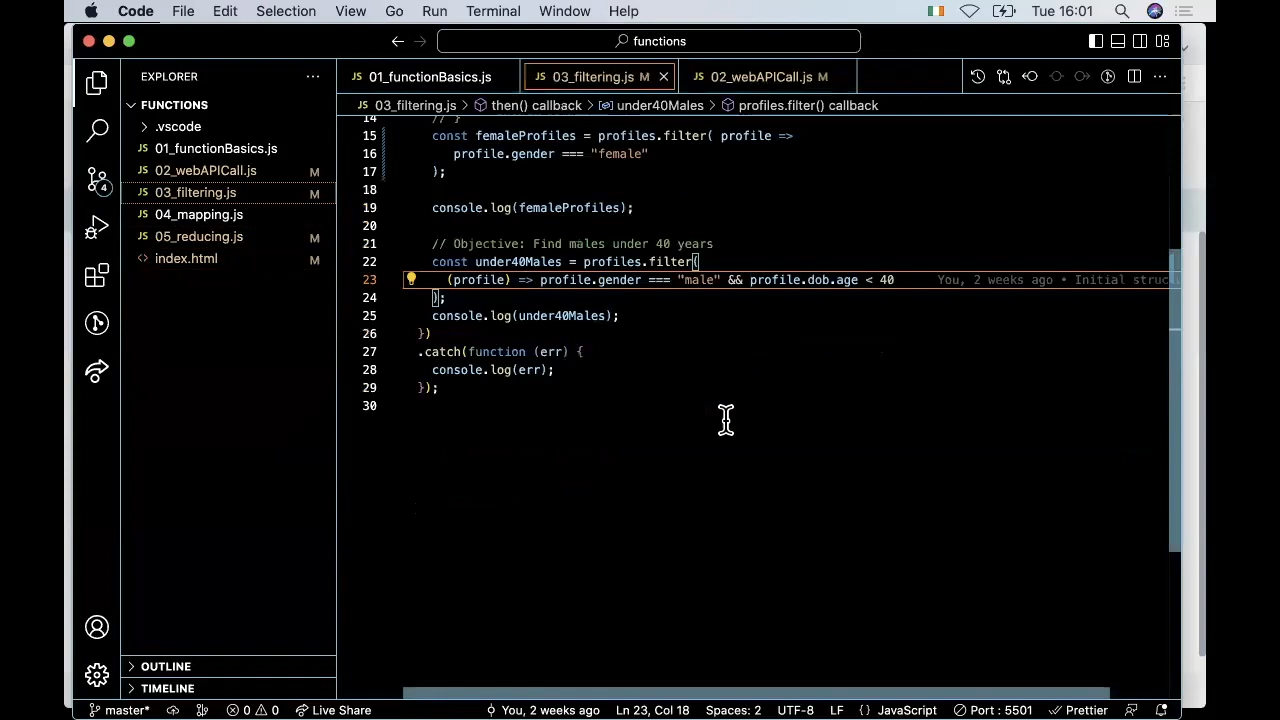 Code File Edit Selection View Go Run Terminal Window Help Tue 16:01
functions
EXPLORER
01_functionBasics.js
03_filtering.js M
02_webAPICall.js M
FUNCTIONS
03_filtering.js > then() callback > under40Males > profiles.filter() callback
.vscode
01_functionBasics.js
02_webAPICall.js M
03_filtering.js M
04_mapping.js
05_reducing.js M
index.html M
14 // }
15 const femaleProfiles = profiles.filter( profile =>
16 profile.gender === "female"
17 );
18
19 console.log(femaleProfiles);
20
21 // Objective: Find males under 40 years
22 const under40Males = profiles.filter(
23 (profile) => profile.gender === "male" && profile.dob.age < 40 You, 2 weeks ago • Initial struc
24 );
25 console.log(under40Males);
26 })
27 .catch(function (err) {
28 console.log(err);
29 });
30
4
OUTLINE
TIMELINE
master* 0 0 Live Share You, 2 weeks ago Ln 23, Col 18 Spaces: 2 UTF-8 LF {} JavaScript Port : 5501 Prettier